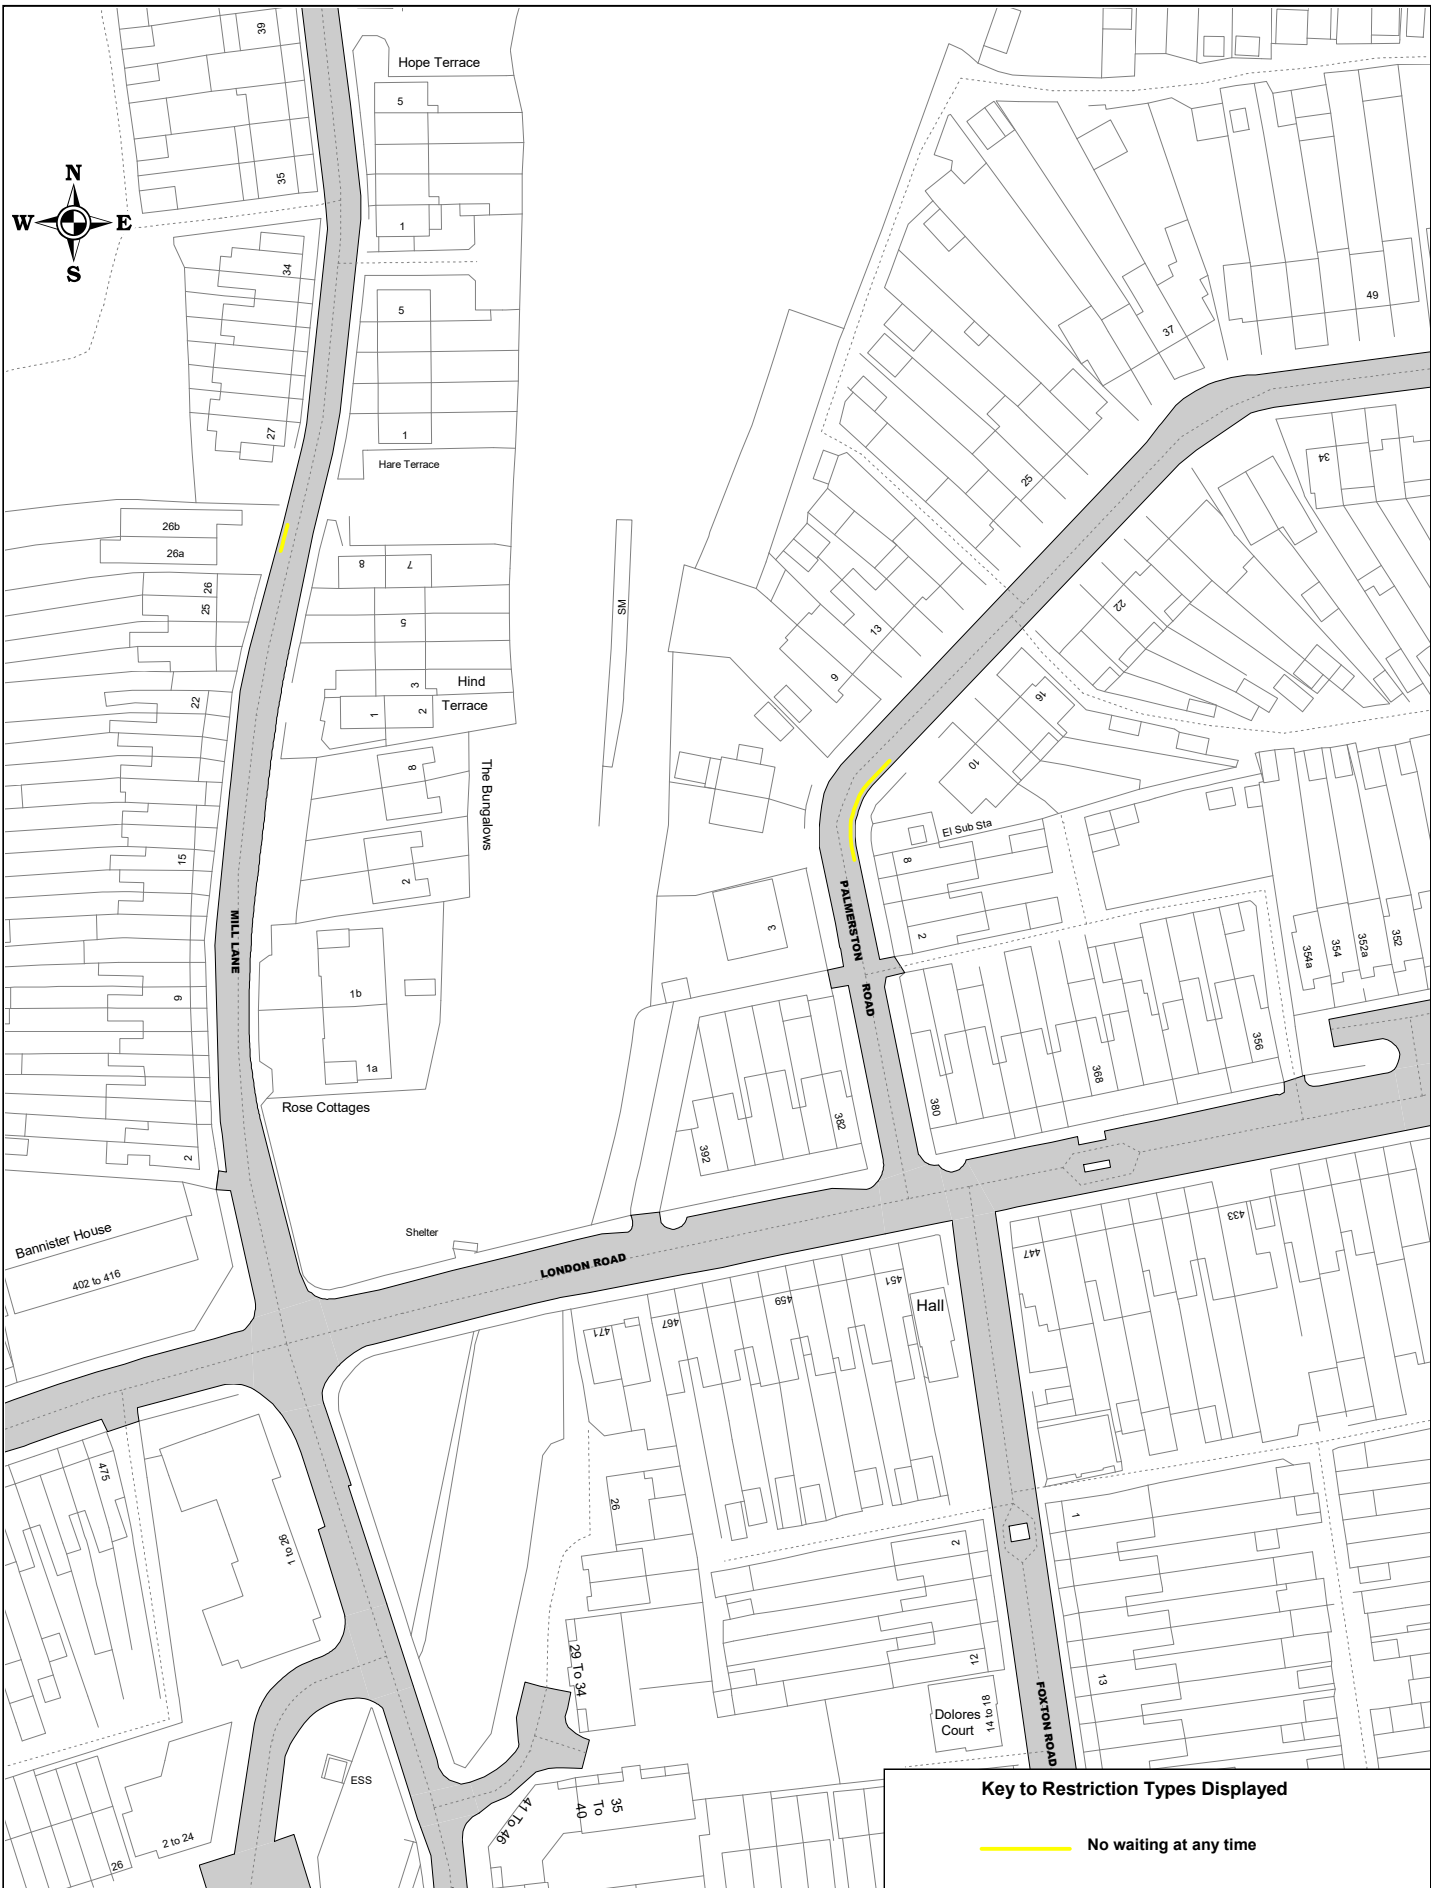 39
Hope Terrace
5
35
N
W E
S
1
34
5
49
37
27
1
Hare Terrace
34
25
26b
26a
8
7
26
25
5
22
SM
13
9
3
Hind
Terrace
22
1
2
16
10
8
The Bungalows
El Sub Sta
15
2
8
PALMERSTON
ROAD
MILL LANE
3
2
354a
354
352a
352
9
1b
1a
356
368
380
382
392
Rose Cottages
2
Bannister House
402 to 416
Shelter
LONDON ROAD
433
447
451
459
467
471
Hall
475
1 to 26
26
1
2
12
29 To 34
13
Dolores
Court
14 to 18
FOXTON ROAD
ESS
2 to 24
26
41 To 46
35
To
40
Key to Restriction Types Displayed
No waiting at any time